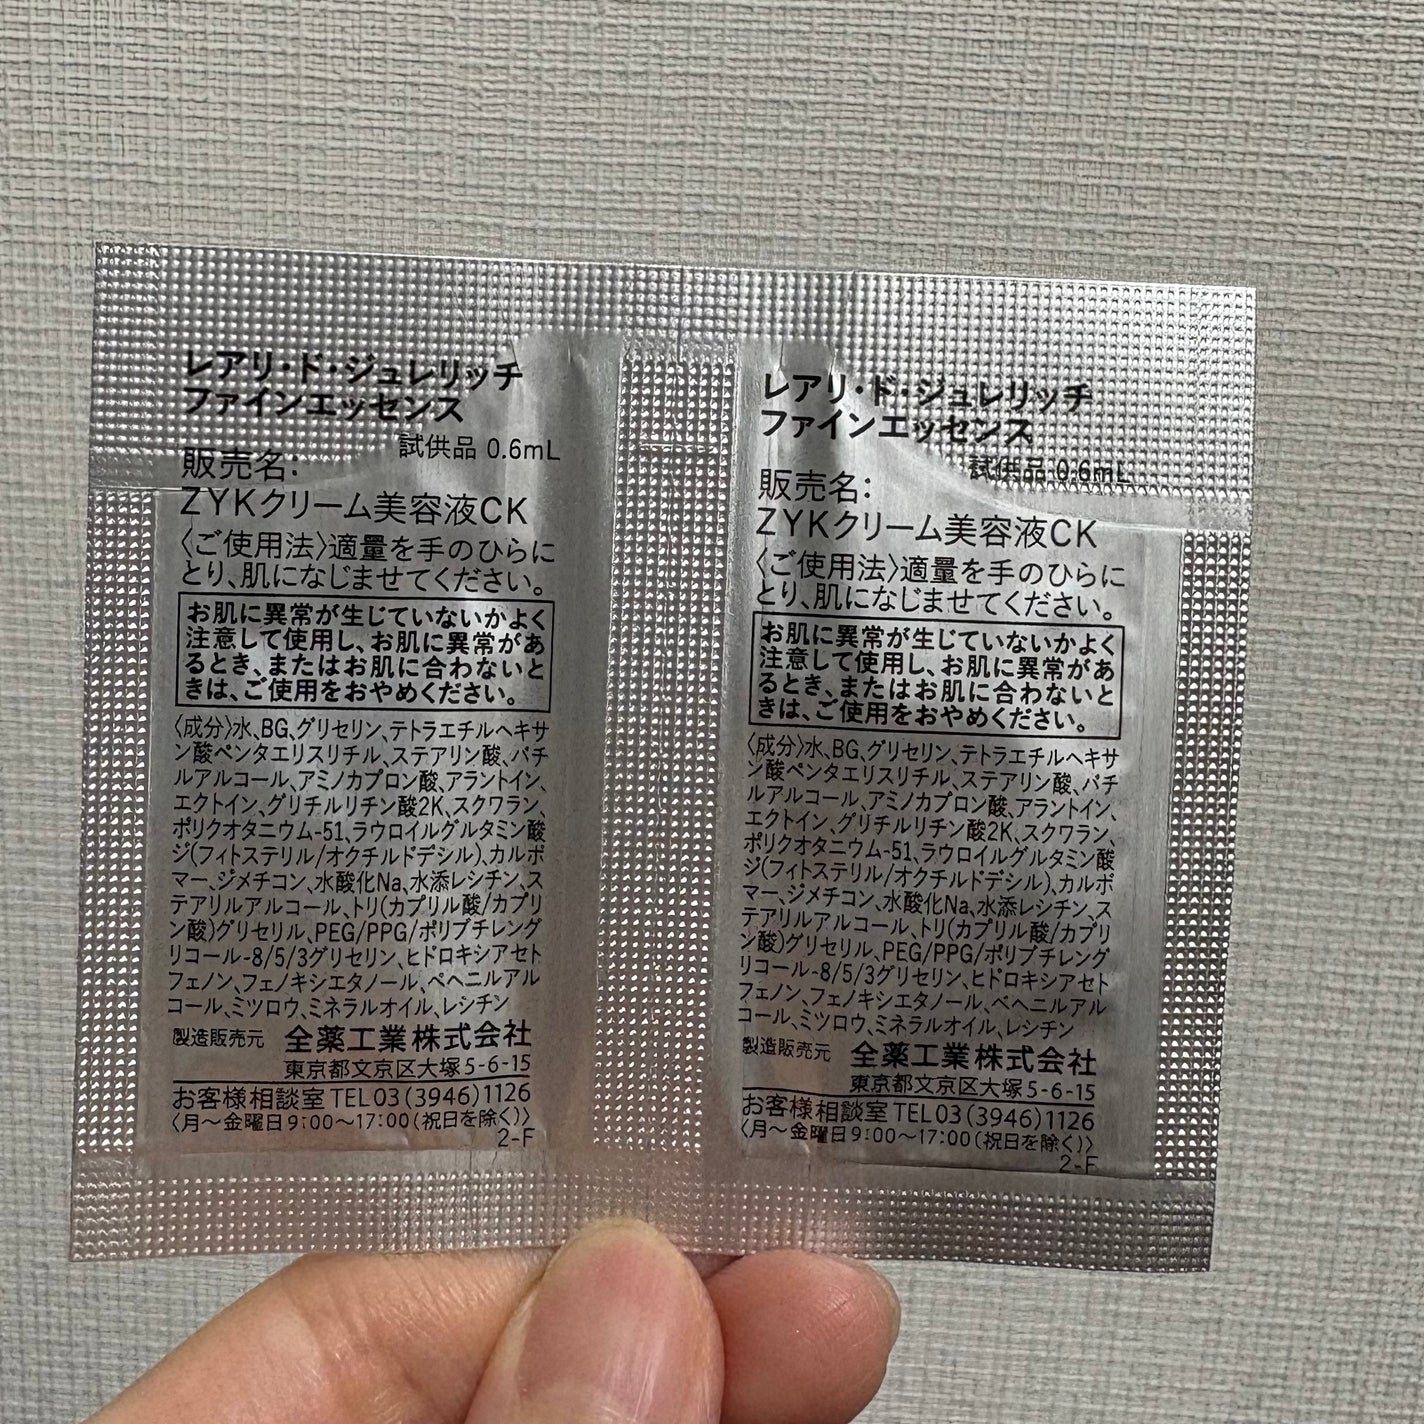 レアリ・ド・ジュレリッチ
ファインエッセンス
試供品 0.6mL
販売名:
ZYKクリーム美容液CK
〈ご使用法〉適量を手のひらに
とり、肌になじませてください。
お肌に異常が生じていないかよく
注意して使用し、お肌に異常があ
るとき、またはお肌に合わないと
きは、ご使用をおやめください。
〈成分〉水、BG、グリセリン、テトラエチルヘキサ
ン酸ペンタエリスリチル、ステアリン酸、バチ
ルアルコール、アミノカプロン酸、アラントイン、
エクトイン、グリチルリチン酸2K、スクワラン、
ポリクオタニウム-51、ラウロイルグルタミン酸
ジ(フィトステリル/オクチルドデシル)、カルボ
マー、ジメチコン、水酸化Na、水添レシチン、ス
テアリルアルコール、トリ(カプリル酸/カプリ
ン酸)グリセリル、PEG/PPG/ポリブチレング
リコール-8/5/3グリセリン、ヒドロキシアセト
フェノン、フェノキシエタノール、ベヘニルアル
コール、ミツロウ、ミネラルオイル、レシチン
製造販売元 全薬工業株式会社
東京都文京区大塚5-6-15
お客様相談室 TEL03(3946)1126
〈月～金曜日9:00～17:00(祝日を除く)〉
2-F
レアリ・ド・ジュレリッチ
ファインエッセンス
試供品 0.6mL
販売名:
ZYKクリーム美容液CK
〈ご使用法〉適量を手のひらに
とり、肌になじませてください。
お肌に異常が生じていないかよく
注意して使用し、お肌に異常があ
るとき、またはお肌に合わないと
きは、ご使用をおやめください。
〈成分〉水、BG、グリセリン、テトラエチルヘキサ
ン酸ペンタエリスリチル、ステアリン酸、バチ
ルアルコール、アミノカプロン酸、アラントイン、
エクトイン、グリチルリチン酸2K、スクワラン、
ポリクオタニウム-51、ラウロイルグルタミン酸
ジ(フィトステリル/オクチルドデシル)、カルボ
マー、ジメチコン、水酸化Na、水添レシチン、ス
テアリルアルコール、トリ(カプリル酸/カプリ
ン酸)グリセリル、PEG/PPG/ポリブチレング
リコール-8/5/3グリセリン、ヒドロキシアセト
フェノン、フェノキシエタノール、ベヘニルアル
コール、ミツロウ、ミネラルオイル、レシチン
製造販売元 全薬工業株式会社
東京都文京区大塚5-6-15
お客様相談室 TEL03(3946)1126
〈月～金曜日9:00～17:00(祝日を除く)〉
2-F